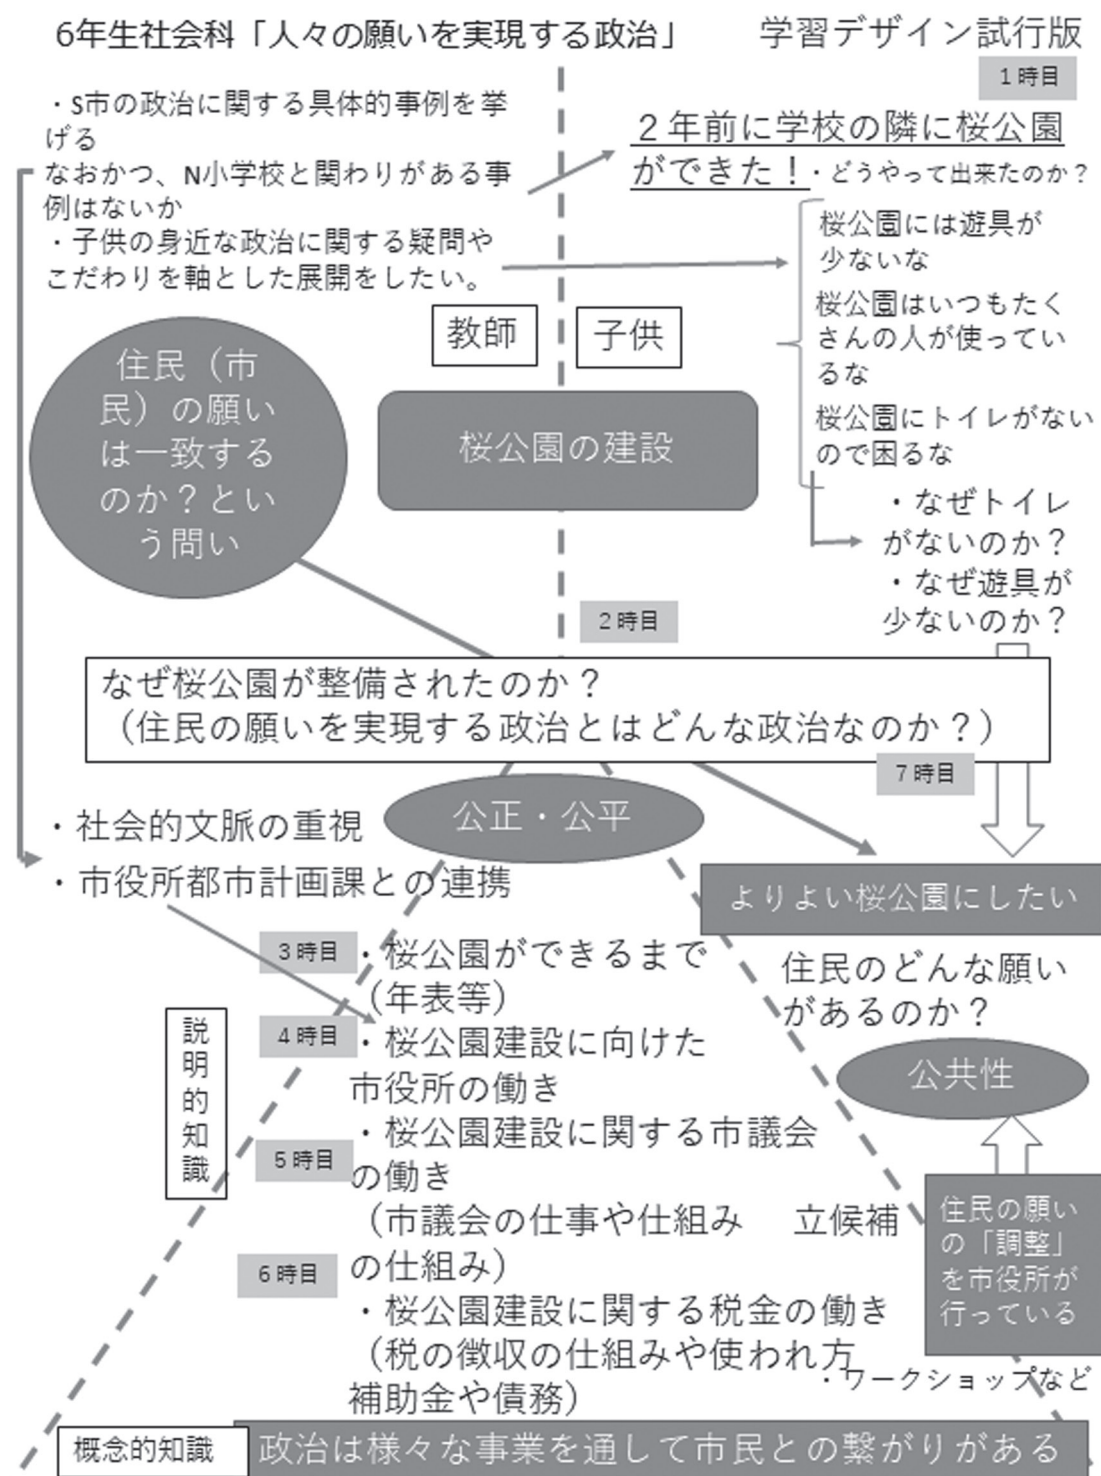 6年生社会科「人々の願いを実現する政治」
学習デザイン試行版
1時目
・S市の政治に関する具体的事例を挙
げる
なおかつ、N小学校と関わりがある事
例はないか
・子供の身近な政治に関する疑問や
こだわりを軸とした展開をしたい。
２年前に学校の隣に桜公園
ができた！・どうやって出来たのか？
桜公園には遊具が
少ないな
桜公園はいつもたく
さんの人が使ってい
るな
桜公園にトイレがない
ので困るな
・なぜトイレ
がないのか？
・なぜ遊具が
少ないのか？
教師
子供
住民（市
民）の願い
は一致する
のか？とい
う問い
桜公園の建設
2時目
なぜ桜公園が整備されたのか？
（住民の願いを実現する政治とはどんな政治なのか？）
7時目
公正・公平
・社会的文脈の重視
・市役所都市計画課との連携
よりよい桜公園にしたい
住民のどんな願い
があるのか？
公共性
住民の願い
の「調整」
を市役所が
行っている
・ワークショップなど
説
明
的
知
識
3時目
・桜公園ができるまで
（年表等）
4時目
・桜公園建設に向けた
市役所の働き
・桜公園建設に関する市議会
5時目
の働き
（市議会の仕事や仕組み　立候補
6時目
の仕組み）
・桜公園建設に関する税金の働き
（税の徴収の仕組みや使われ方
補助金や債務）
概念的知識
政治は様々な事業を通して市民との繋がりがある